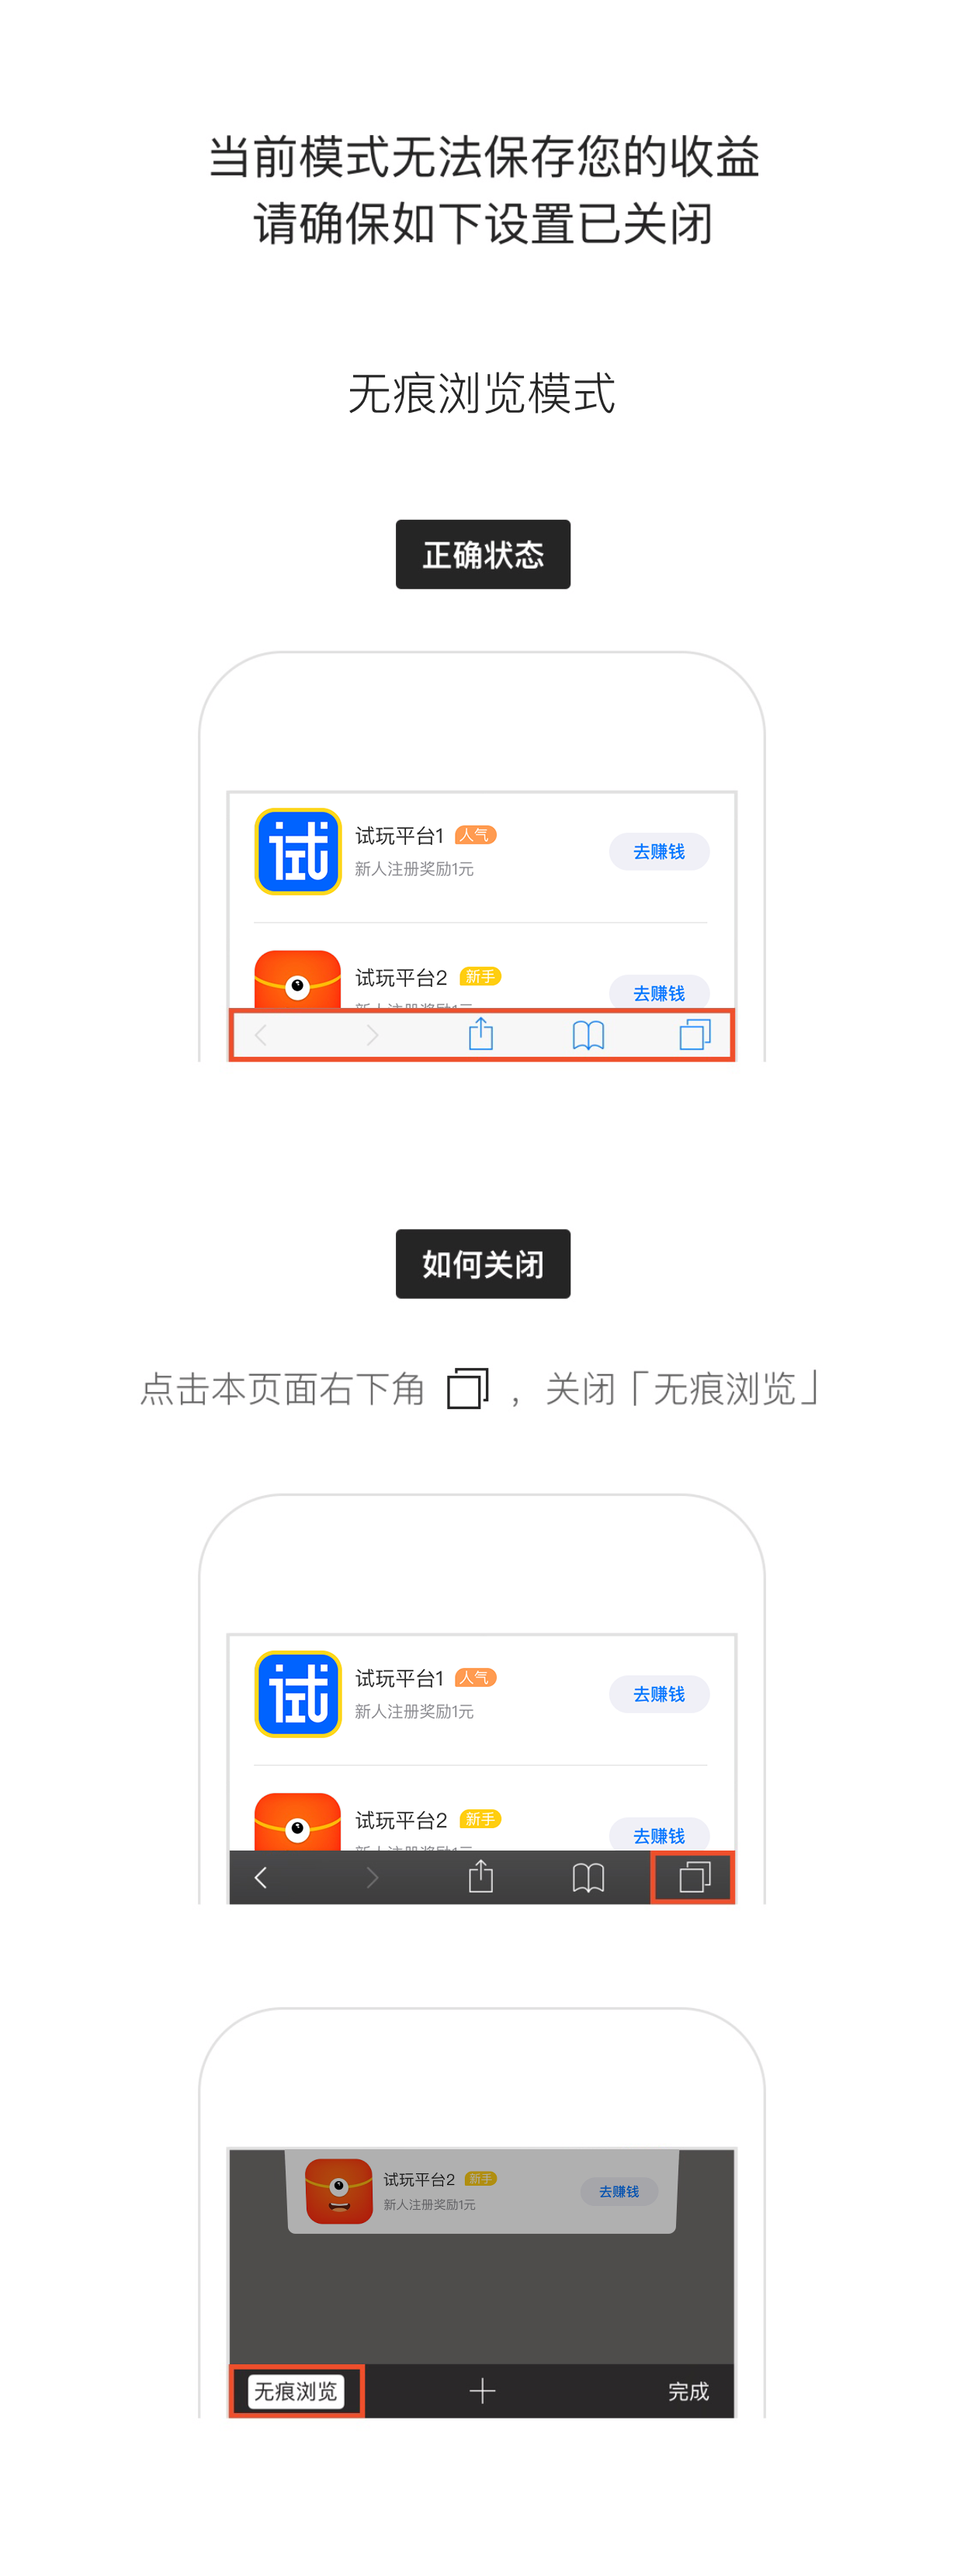 当前模式无法保存您的收益
请确保如下设置已关闭
无痕浏览模式
正确状态
试
试玩平台1 人气
新人注册奖励1元
去赚钱
试玩平台2 新手
去赚钱
如何关闭
点击本页面右下角 ，关闭「无痕浏览」
试
试玩平台1 人气
新人注册奖励1元
去赚钱
试玩平台2 新手
去赚钱
试玩平台2 新手
新人注册奖励1元
去赚钱
无痕浏览
完成